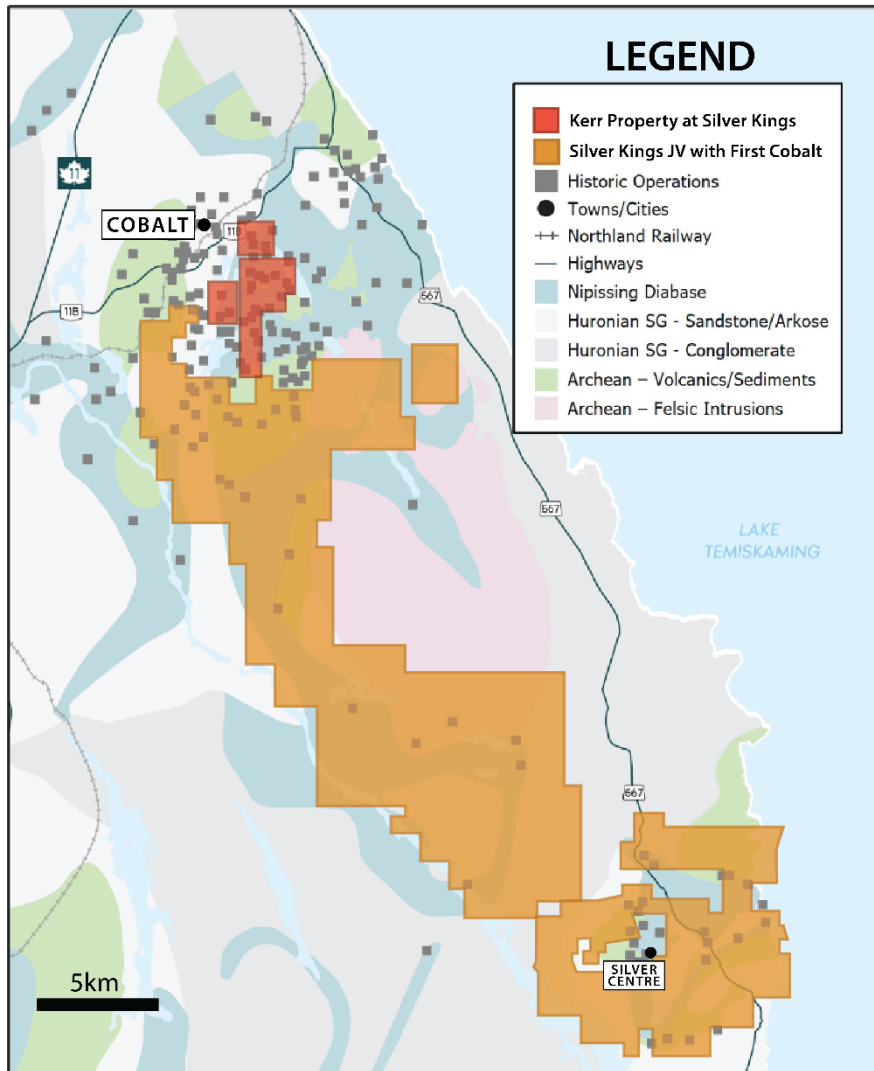 LEGEND
Kerr Property at Silver Kings
Silver Kings JV with First Cobalt
Historic Operations
Towns/Cities
Northland Railway
Highways
Nipissing Diabase
Huronian SG - Sandstone/Arkose
Huronian SG - Conglomerate
Archean – Volcanics/Sediments
Archean – Felsic Intrusions
11
COBALT
11B
11B
567
567
LAKE
TEMISKAMING
567
SILVER
CENTRE
5km